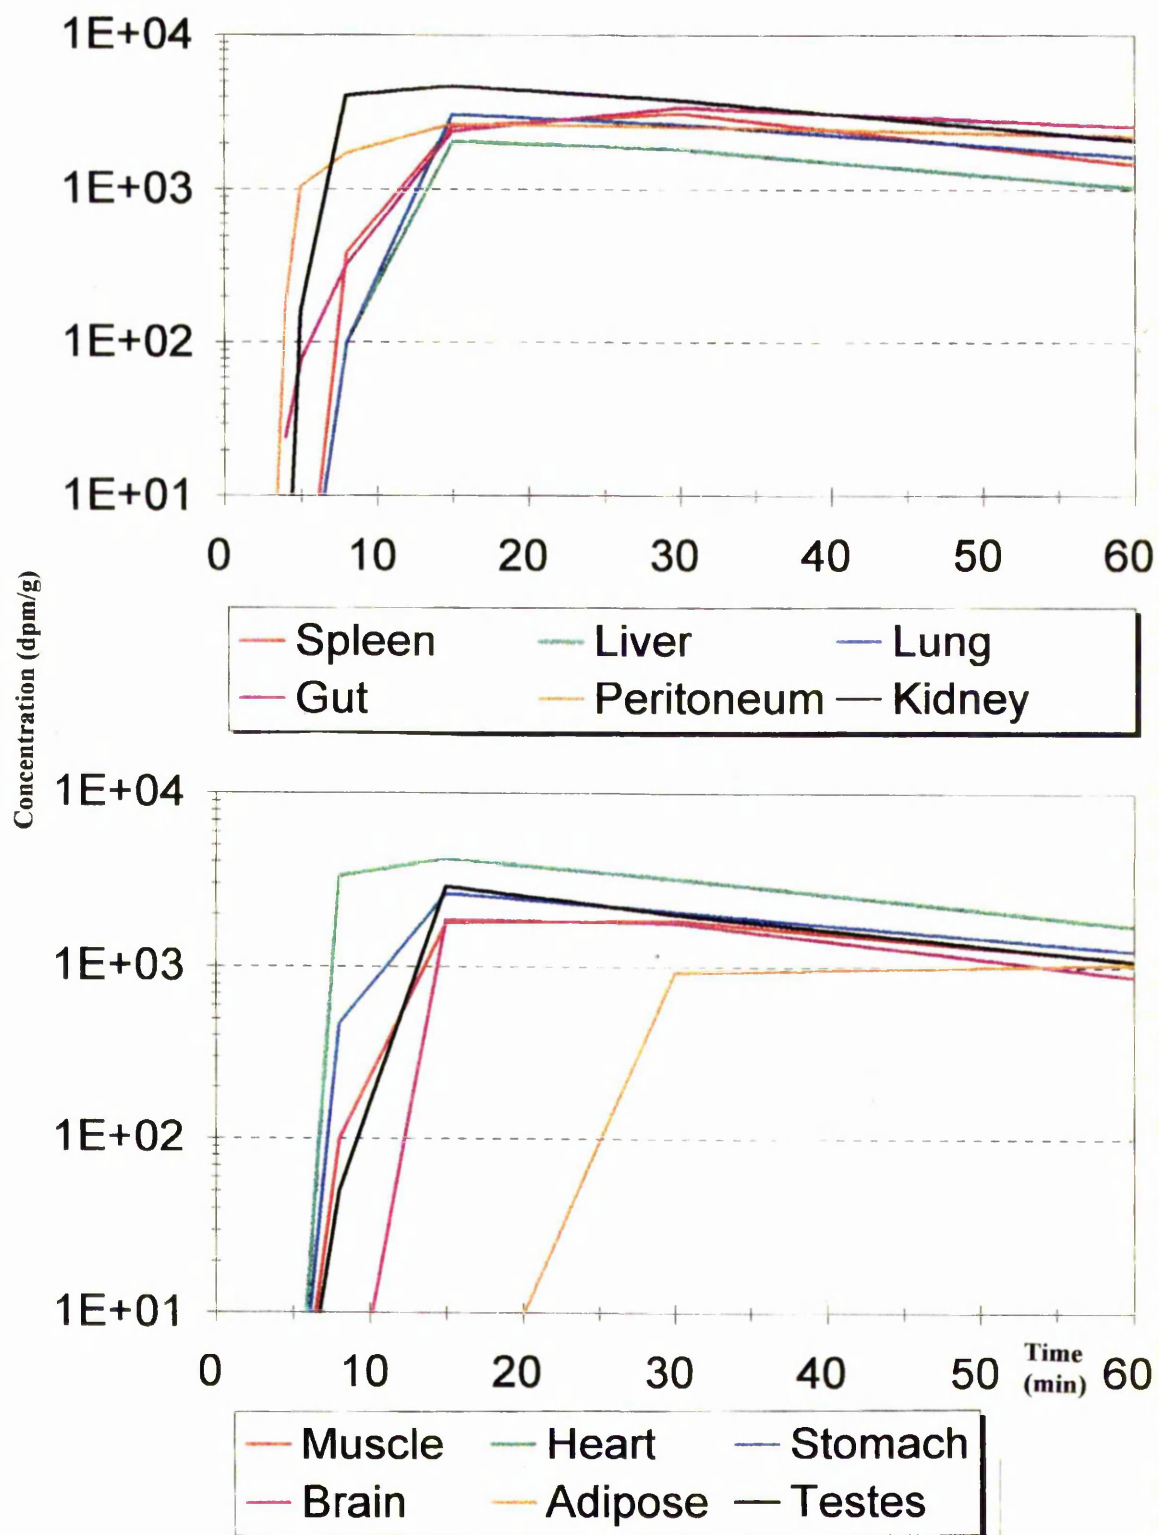 1E+04
1E+03
1E+02
1E+01
0 10 20 30 40 50 60
Spleen Liver Lung
Gut Peritoneum Kidney
Concentration (dpm/g)
1E+04
1E+03
1E+02
1E+01
0 10 20 30 40 50 60
Time
(min)
Muscle Heart Stomach
Brain Adipose Testes